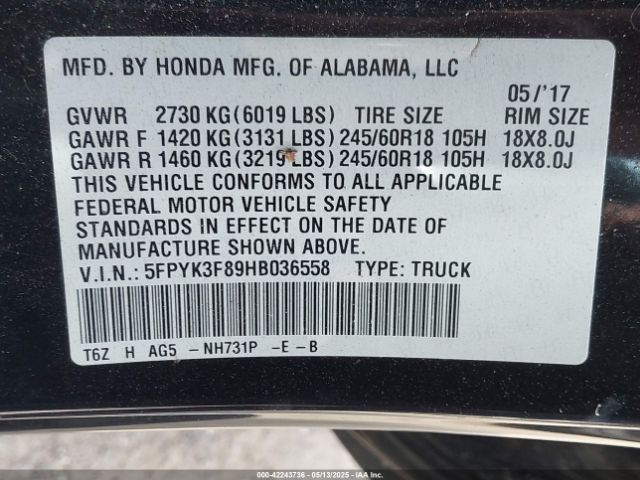 MFD. BY HONDA MFG. OF ALABAMA, LLC
05/'17
GVWR 2730 KG(6019 LBS) TIRE SIZE RIM SIZE
GAWR F 1420 KG(3131 LBS)245/60R18 105H 18X8.0J
GAWR R 1460 KG(3219 LBS)245/60R18 105H 18X8.0J
THIS VEHICLE CONFORMS TO ALL APPLICABLE
FEDERAL MOTOR VEHICLE SAFETY
STANDARDS IN EFFECT ON THE DATE OF
MANUFACTURE SHOWN ABOVE.
V.I.N.: 5FPYK3F89HB036558 TYPE: TRUCK
T6Z H AG5 - NH731P -E - B
000-42243736 - 05/13/2025 - IAA, Inc.